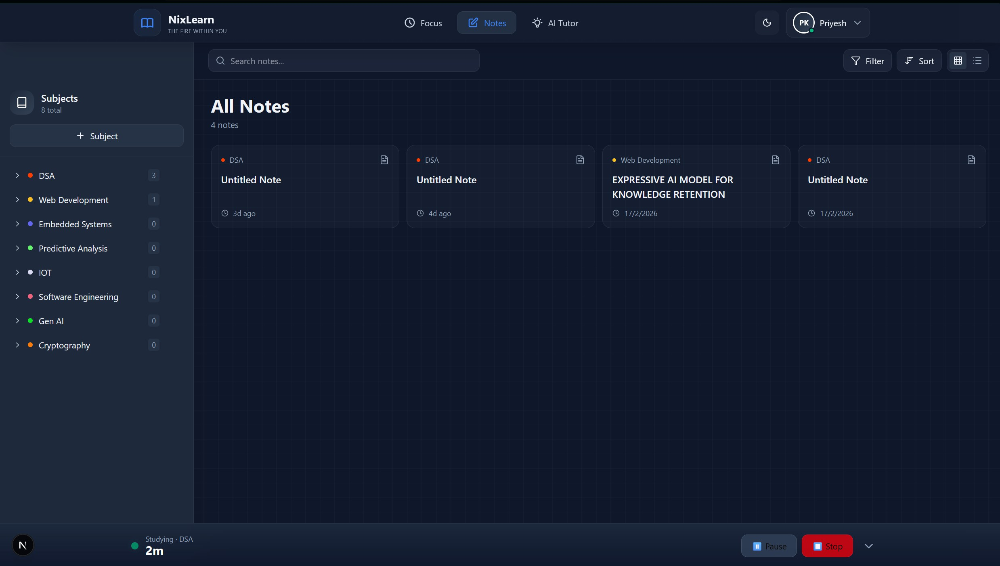 NixLearn
THE FIRE WITHIN YOU
Focus
Notes
AI Tutor
PK
Priyesh
Search notes...
Filter
Sort
Subjects
8 total
+ Subject
DSA 3
Web Development 1
Embedded Systems 0
Predictive Analysis 0
IOT 0
Software Engineering 0
Gen AI 0
Cryptography 0
All Notes
4 notes
DSA
Untitled Note
3d ago
DSA
Untitled Note
4d ago
Web Development
EXPRESSIVE AI MODEL FOR
KNOWLEDGE RETENTION
17/2/2026
DSA
Untitled Note
17/2/2026
N
Studying · DSA
2m
Pause
Stop